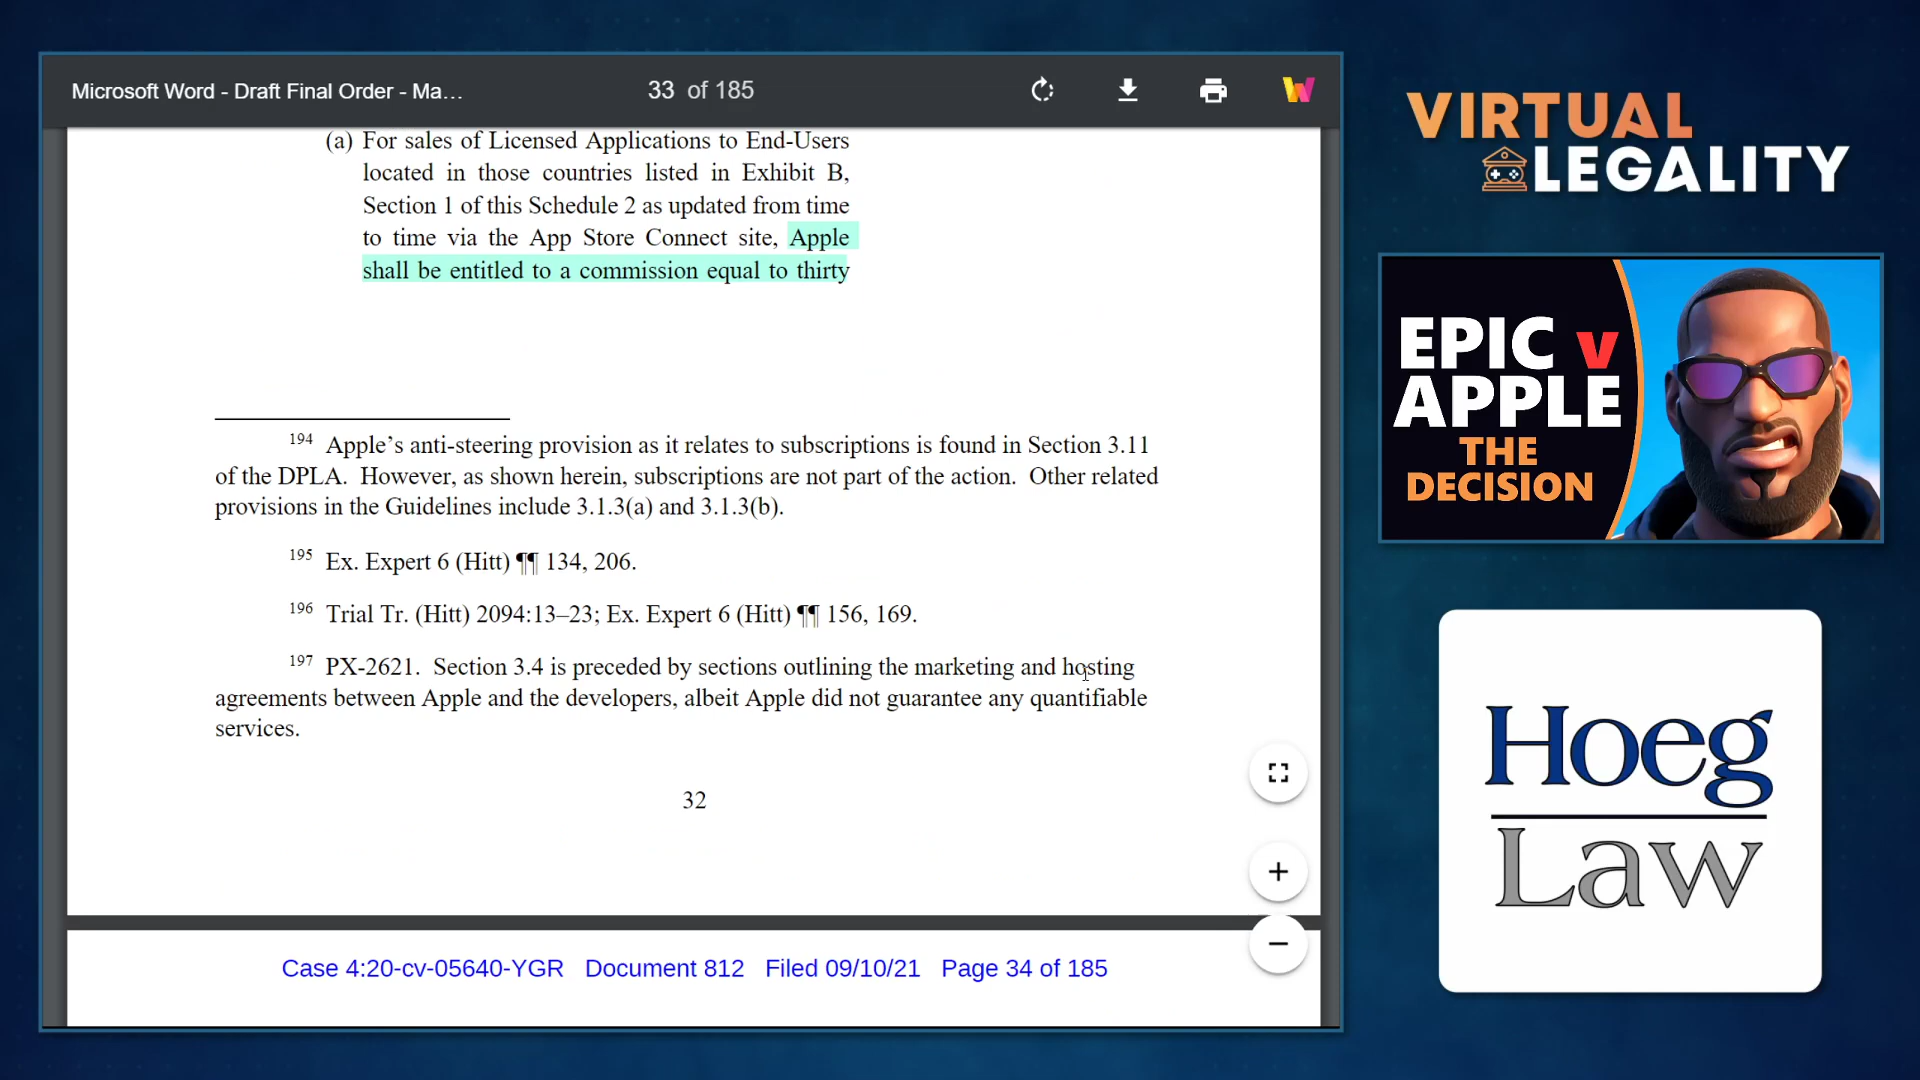 Microsoft Word - Draft Final Order - Ma...
33 of 185
(a) For sales of Licensed Applications to End-Users
located in those countries listed in Exhibit B,
Section 1 of this Schedule 2 as updated from time
to time via the App Store Connect site, Apple
shall be entitled to a commission equal to thirty
194 Apple's anti-steering provision as it relates to subscriptions is found in Section 3.11
of the DPLA. However, as shown herein, subscriptions are not part of the action. Other related
provisions in the Guidelines include 3.1.3(a) and 3.1.3(b).
195 Ex. Expert 6 (Hitt) ¶¶ 134, 206.
196 Trial Tr. (Hitt) 2094:13–23; Ex. Expert 6 (Hitt) ¶¶ 156, 169.
197 PX-2621. Section 3.4 is preceded by sections outlining the marketing and hosting
agreements between Apple and the developers, albeit Apple did not guarantee any quantifiable
services.
32
Case 4:20-cv-05640-YGR Document 812 Filed 09/10/21 Page 34 of 185
VIRTUAL
LEGALITY
EPIC v
APPLE
THE
DECISION
Hoeg
Law